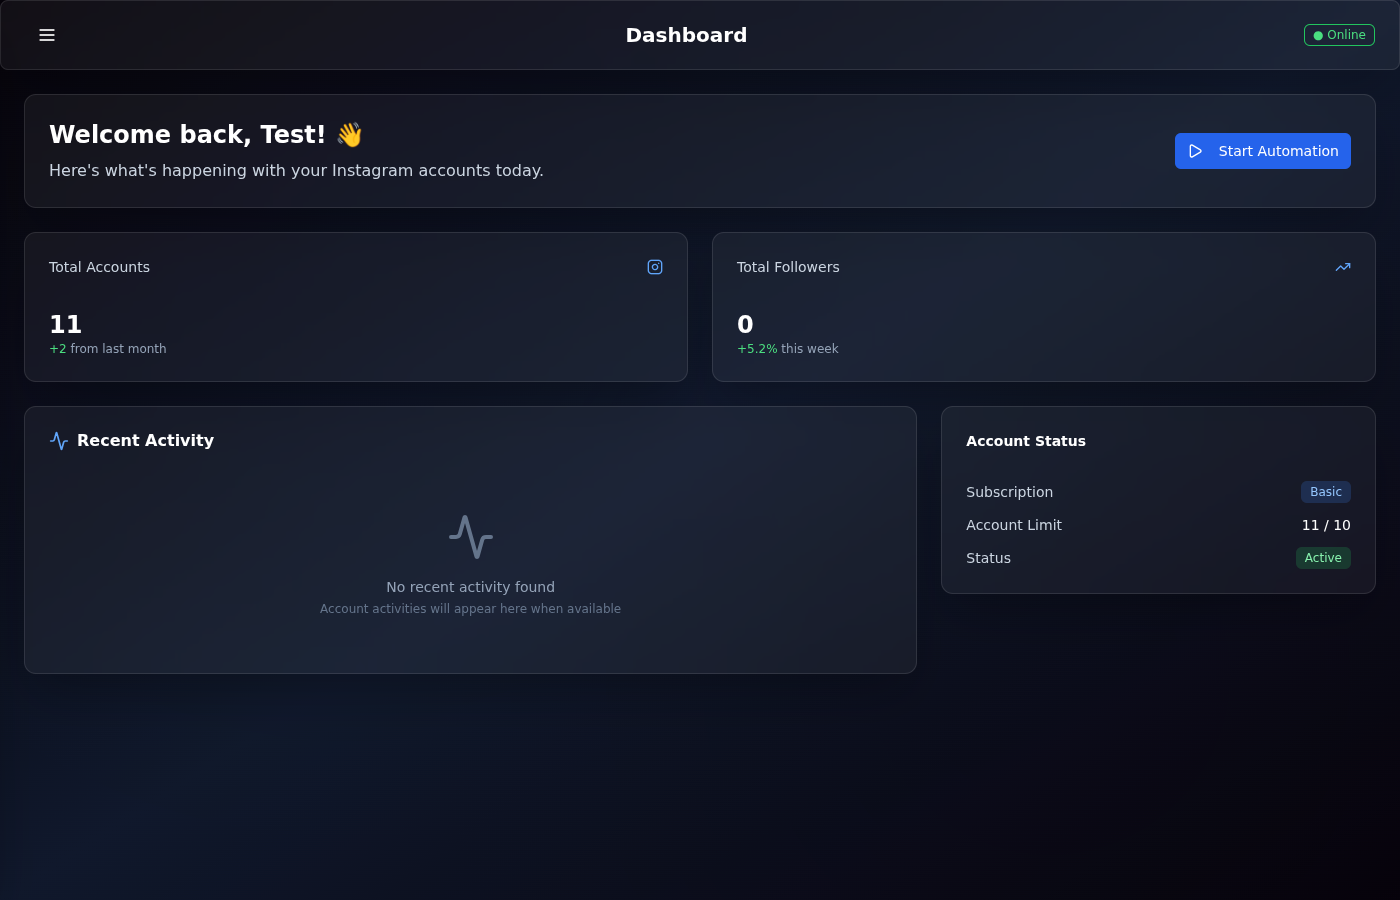 Dashboard
Online
Welcome back, Test! 👋
Here's what's happening with your Instagram accounts today.
Start Automation
Total Accounts
11
+2 from last month
Total Followers
0
+5.2% this week
Recent Activity
No recent activity found
Account activities will appear here when available
Account Status
Subscription Basic
Account Limit 11 / 10
Status Active